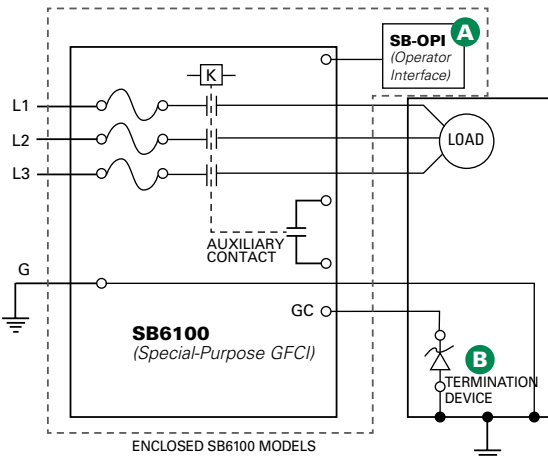 SB-OPI
A
(Operator
Interface)
K
L1
L2
L3
LOAD
AUXILIARY
CONTACT
G
GC
SB6100
(Special-Purpose GFCI)
B
TERMINATION
DEVICE
ENCLOSED SB6100 MODELS